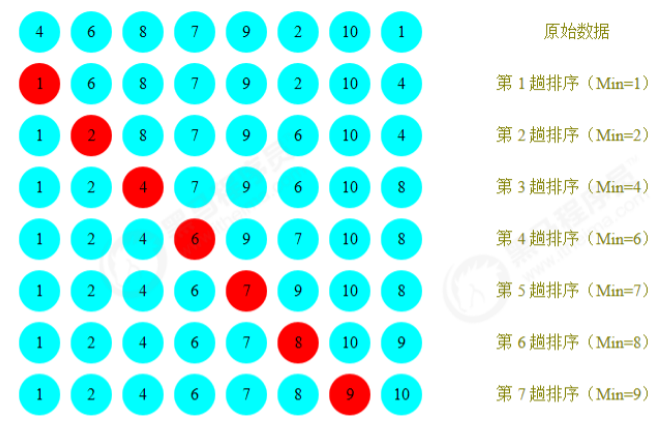 4 6 8 7 9 2 10 1 原始数据
1 6 8 7 9 2 10 4 第 1 趟排序（Min=1）
1 2 8 7 9 6 10 4 第 2 趟排序（Min=2）
1 2 4 7 9 6 10 8 第 3 趟排序（Min=4）
1 2 4 6 9 7 10 8 第 4 趟排序（Min=6）
1 2 4 6 7 9 10 8 第 5 趟排序（Min=7）
1 2 4 6 7 8 10 9 第 6 趟排序（Min=8）
1 2 4 6 7 8 9 10 第 7 趟排序（Min=9）